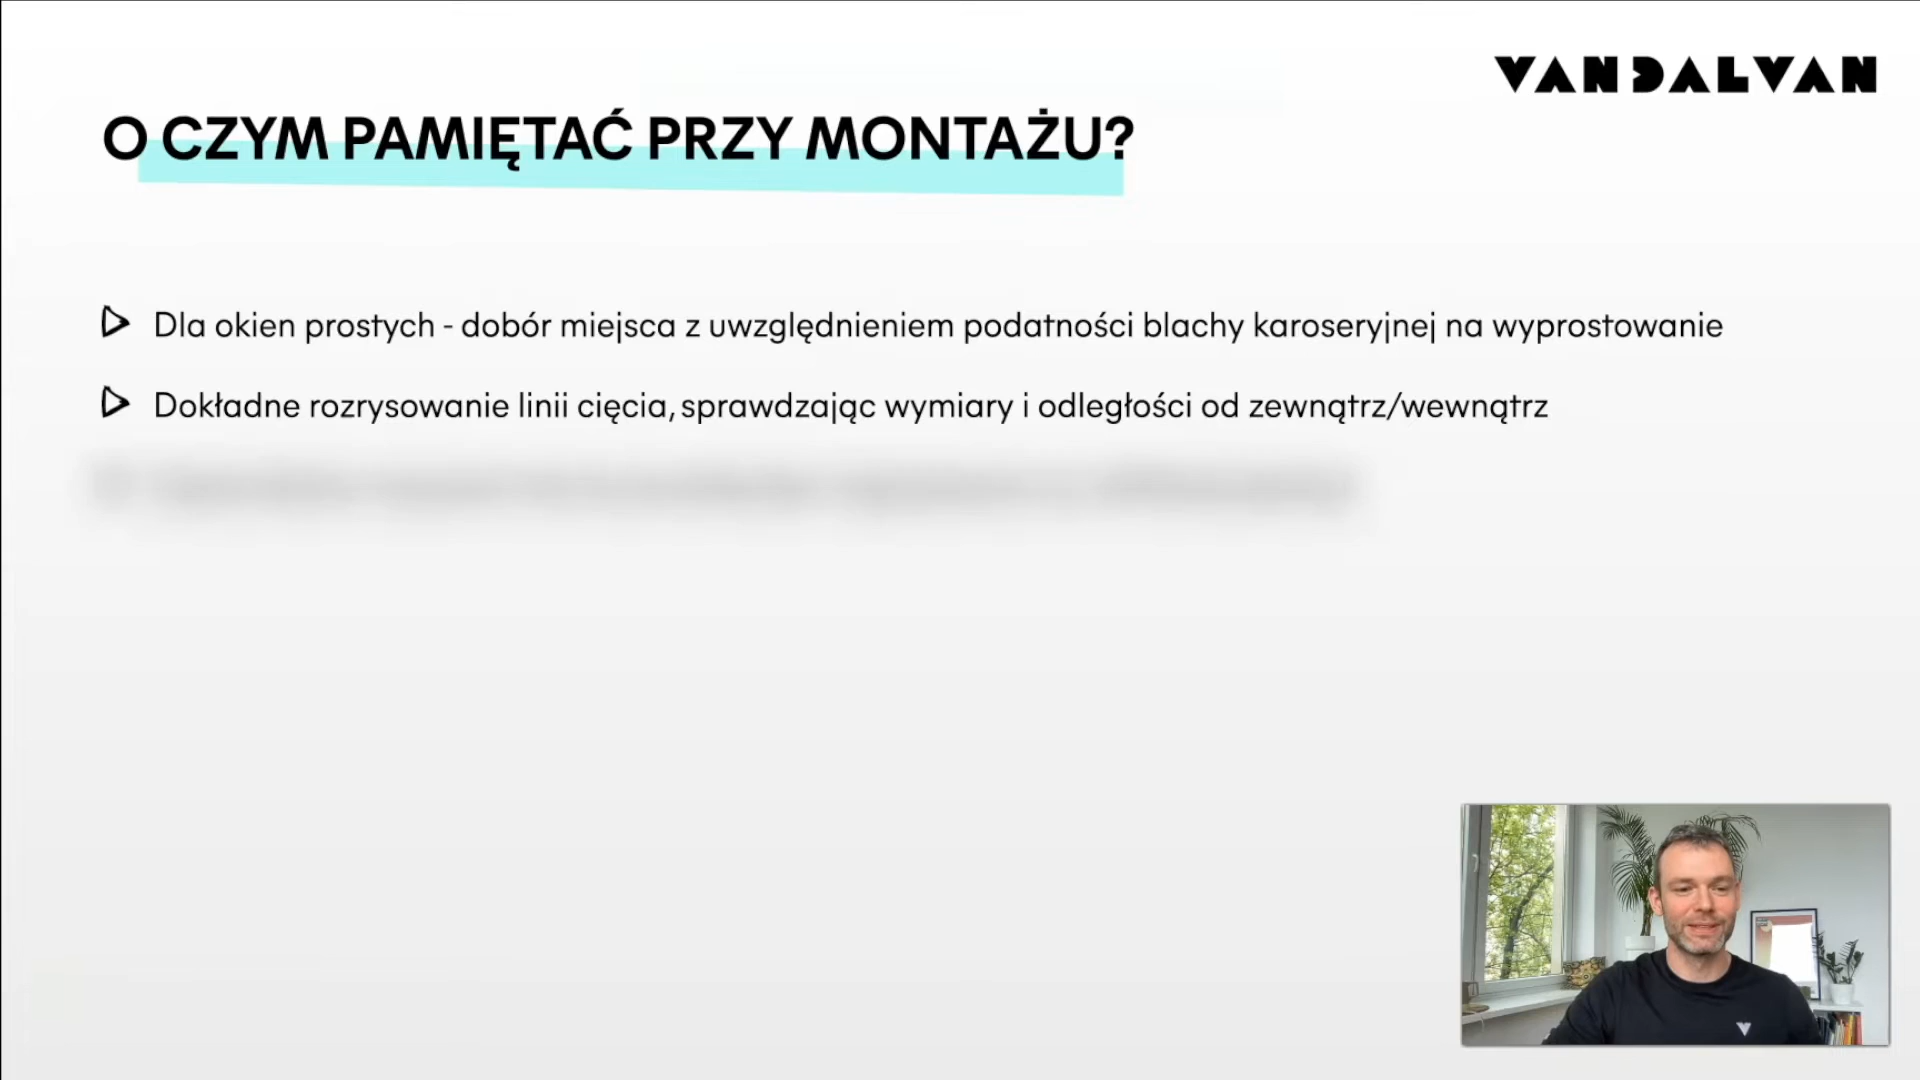 VANDALVAN
O CZYM PAMIĘTAĆ PRZY MONTAŻU?
Dla okien prostych - dobór miejsca z uwzględnieniem podatności blachy karoseryjnej na wyprostowanie
Dokładne rozrysowanie linii cięcia, sprawdzając wymiary i odległości od zewnątrz/wewnątrz